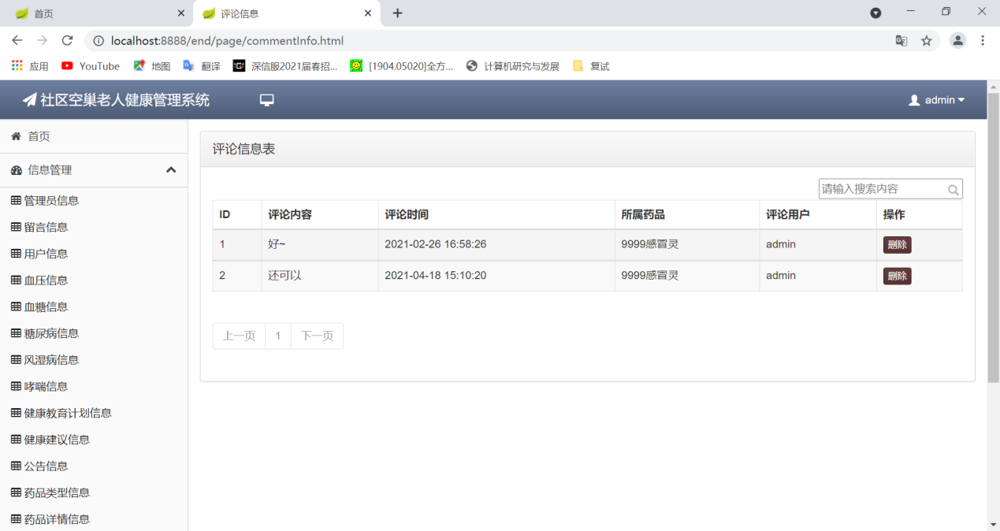 首页
评论信息
localhost:8888/end/page/commentInfo.html
应用 YouTube 地图 翻译 深信服2021届春招... [1904.05020]全方... 计算机研究与发展 复试
社区空巢老人健康管理系统 admin
首页
信息管理
管理员信息
留言信息
用户信息
血压信息
血糖信息
糖尿病信息
风湿病信息
哮喘信息
健康教育计划信息
健康建议信息
公告信息
药品类型信息
药品详情信息
评论信息表
请输入搜索内容
ID 评论内容 评论时间 所属药品 评论用户 操作
1 好~ 2021-02-26 16:58:26 9999感冒灵 admin 删除
2 还可以 2021-04-18 15:10:20 9999感冒灵 admin 删除
上一页 1 下一页